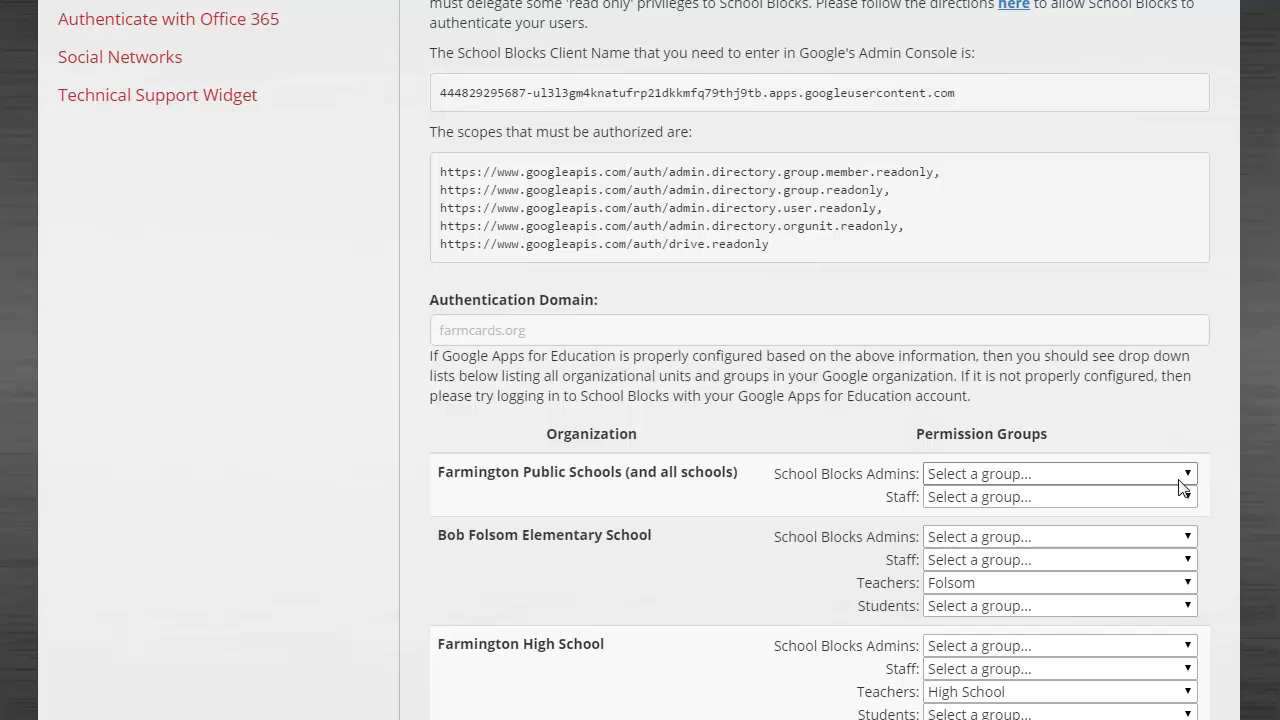 Authenticate with Office 365
Social Networks
Technical Support Widget
must delegate some 'read only' privileges to School Blocks. Please follow the directions here to allow School Blocks to
authenticate your users.
The School Blocks Client Name that you need to enter in Google's Admin Console is:
444829295687-ul3l3gm4knatufrp21dkkmfq79thj9tb.apps.googleusercontent.com
The scopes that must be authorized are:
https://www.googleapis.com/auth/admin.directory.group.member.readonly,
https://www.googleapis.com/auth/admin.directory.group.readonly,
https://www.googleapis.com/auth/admin.directory.user.readonly,
https://www.googleapis.com/auth/admin.directory.orgunit.readonly,
https://www.googleapis.com/auth/drive.readonly
Authentication Domain:
farmcards.org
If Google Apps for Education is properly configured based on the above information, then you should see drop down
lists below listing all organizational units and groups in your Google organization. If it is not properly configured, then
please try logging in to School Blocks with your Google Apps for Education account.
Organization Permission Groups
Farmington Public Schools (and all schools) School Blocks Admins: Select a group...
Staff: Select a group...
Bob Folsom Elementary School School Blocks Admins: Select a group...
Staff: Select a group...
Teachers: Folsom
Students: Select a group...
Farmington High School School Blocks Admins: Select a group...
Staff: Select a group...
Teachers: High School
Students: Select a group...